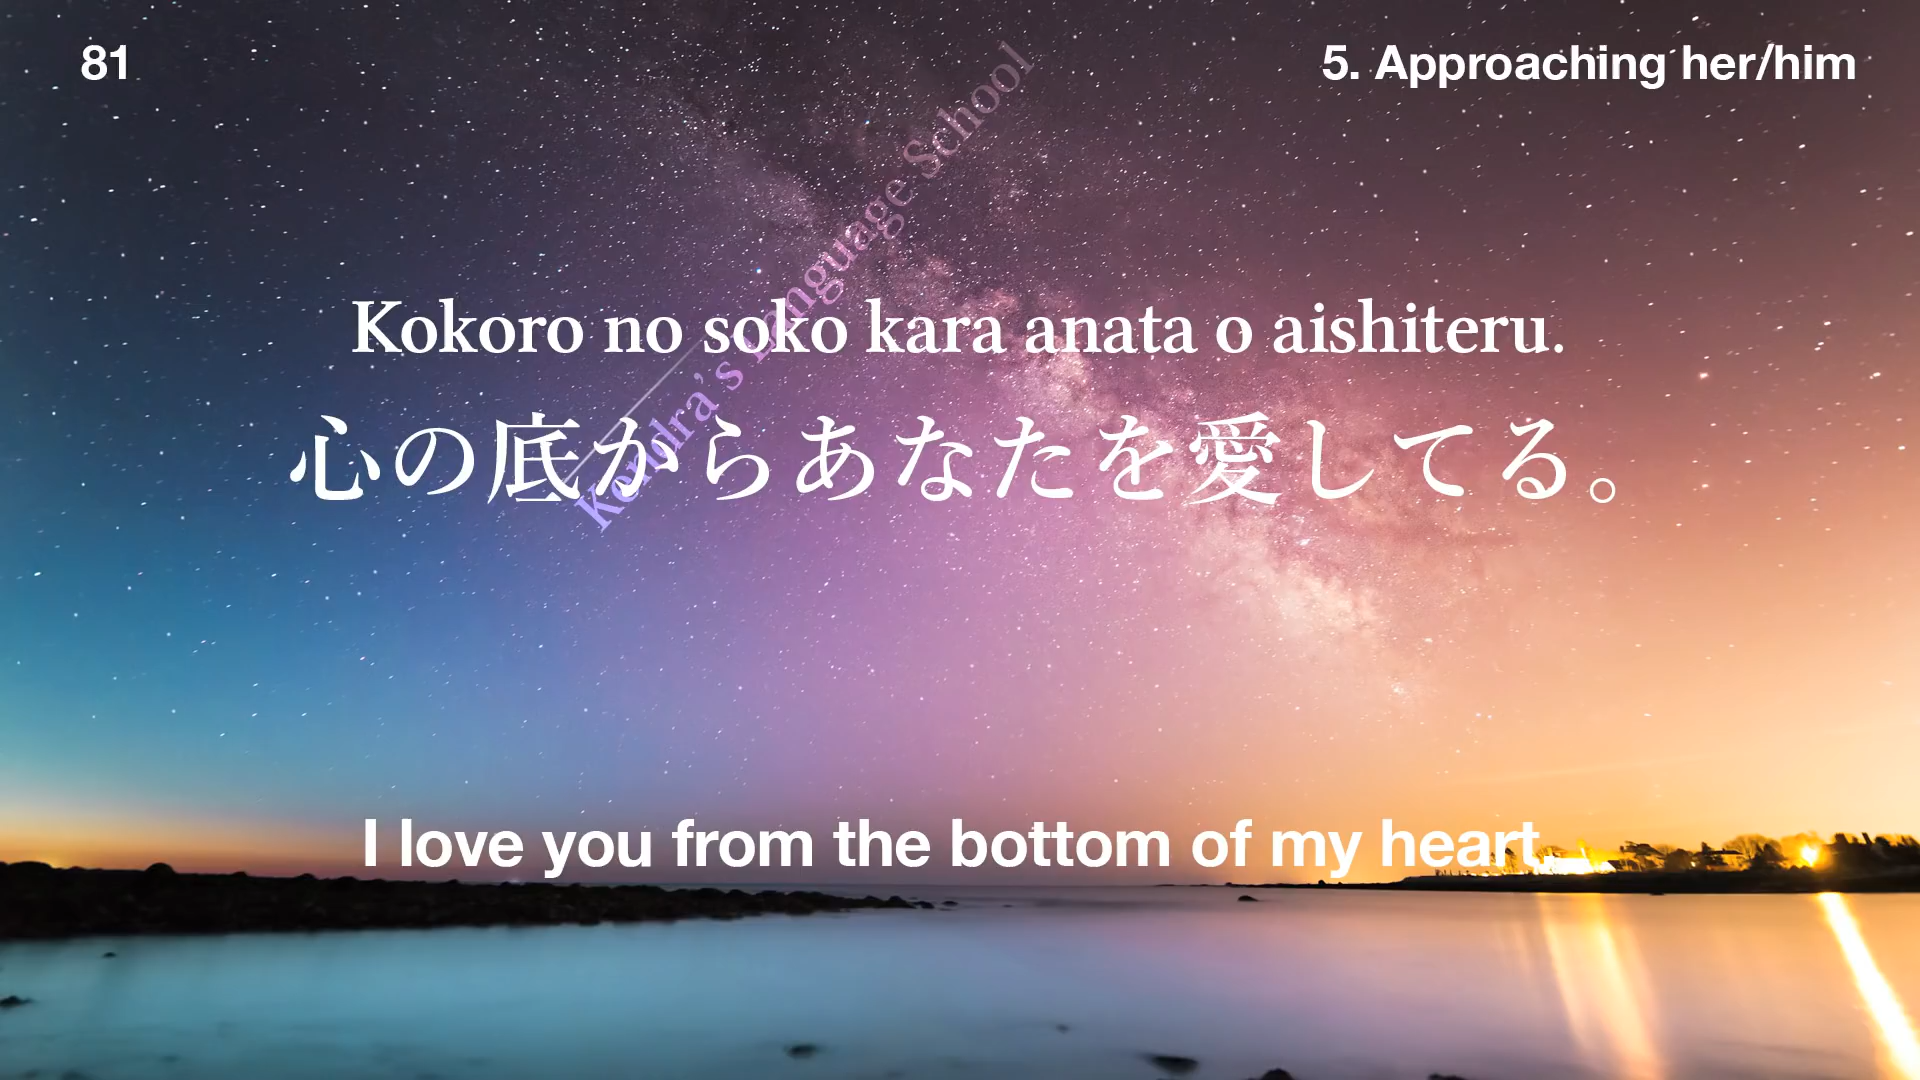 81
5. Approaching her/him
Kendra's Language School
Kokoro no soko kara anata o aishiteru.
心の底からあなたを愛してる。
I love you from the bottom of my heart.